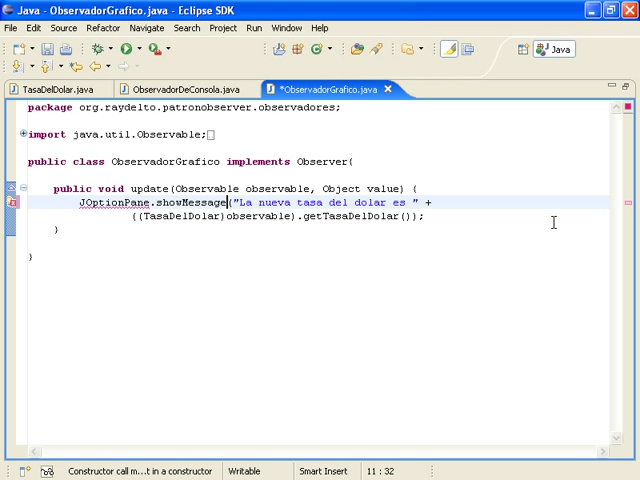 Java - ObservadorGrafico.java - Eclipse SDK
File Edit Source Refactor Navigate Search Project Run Window Help
Java
TasaDelDolar.java ObservadorDeConsola.java *ObservadorGrafico.java
package org.raydelto.patronobserver.observadores;
import java.util.Observable;
public class ObservadorGrafico implements Observer{
public void update(Observable observable, Object value) {
JOptionPane.showMessage("La nueva tasa del dolar es " +
((TasaDelDolar)observable).getTasaDelDolar());
}
}
Constructor call m...t in a constructor Writable Smart Insert 11 : 32